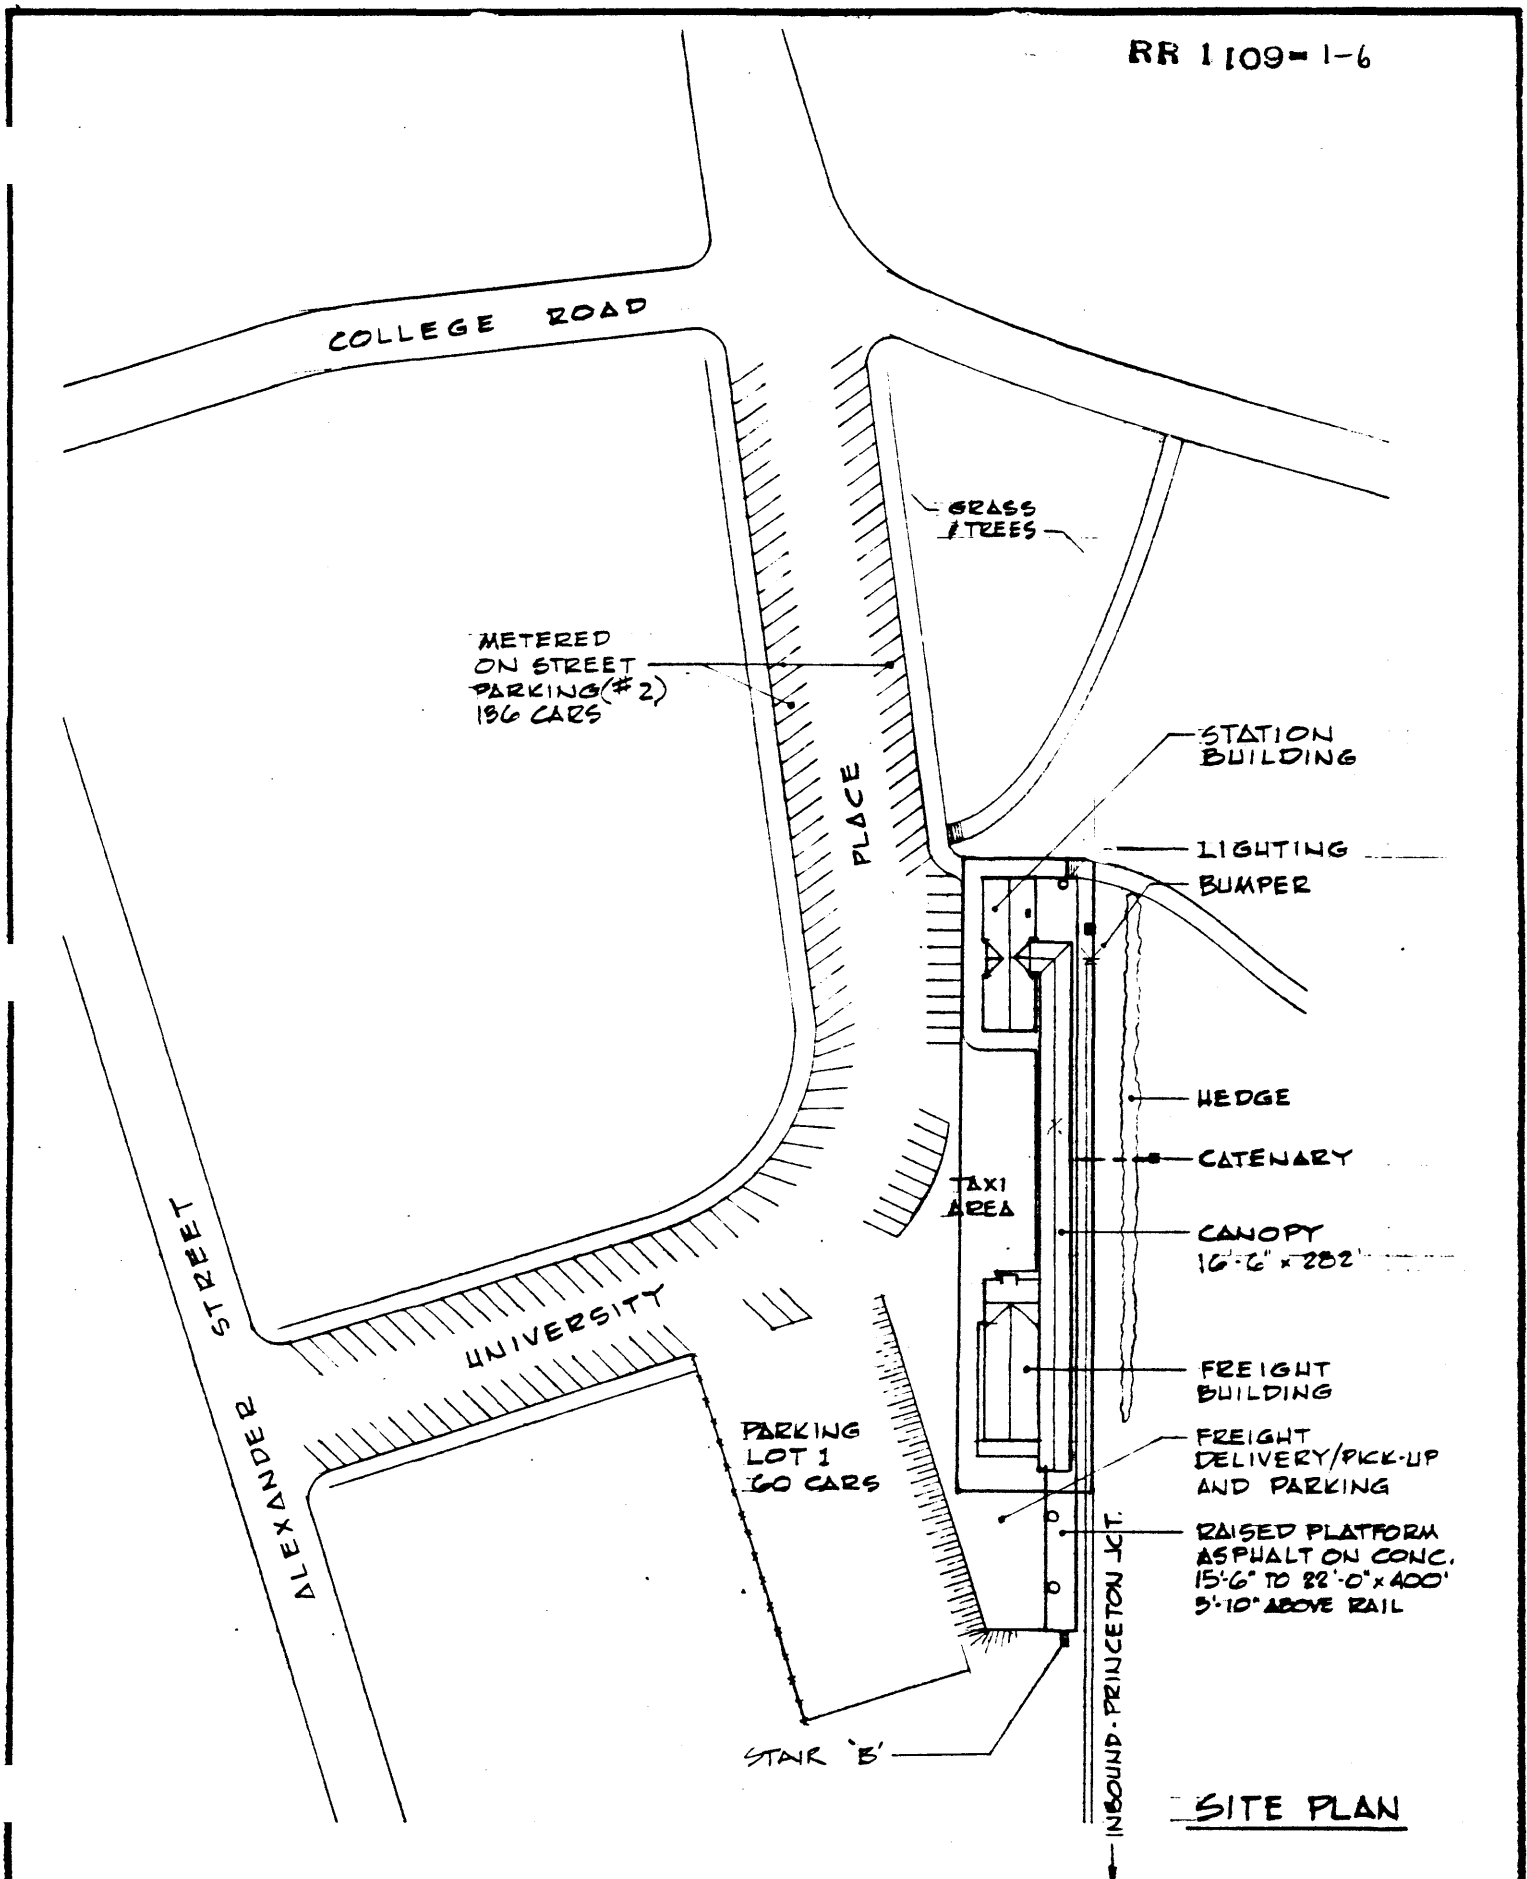 RR 1109-1-6
COLLEGE ROAD
GRASS
& TREES
METERED
ON STREET
PARKING (#2)
136 CARS
PLACE
STATION
BUILDING
LIGHTING
BUMPER
HEDGE
CATENARY
TAXI
AREA
CANOPY
16'-6" x 282'
STREET
UNIVERSITY
ALEXANDER
FREIGHT
BUILDING
PARKING
LOT 1
60 CARS
FREIGHT
DELIVERY/PICK-UP
AND PARKING
RAISED PLATFORM
ASPHALT ON CONC.
15'-6" TO 22'-0" x 400'
3'-10" ABOVE RAIL
INBOUND - PRINCETON JCT.
STAIR 'B'
SITE PLAN